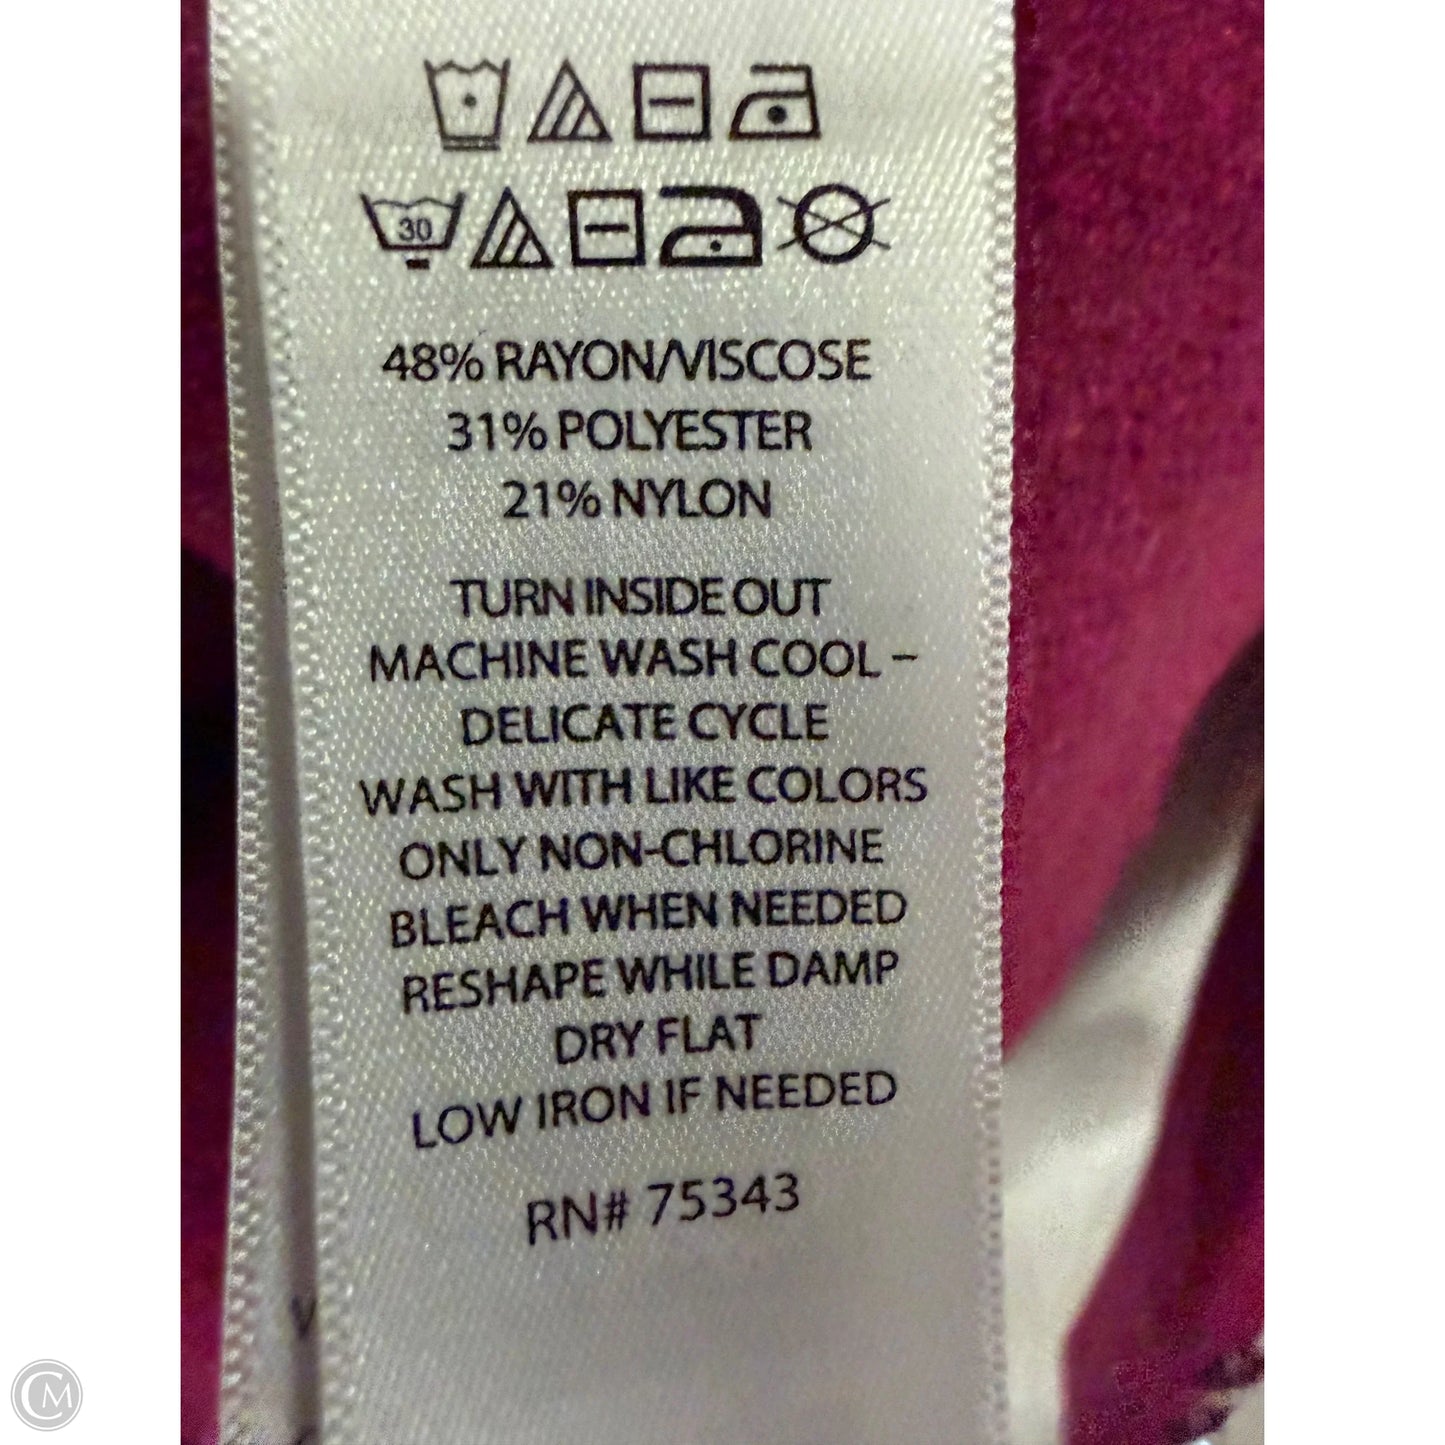 30
48% RAYON/VISCOSE
31% POLYESTER
21% NYLON
TURN INSIDE OUT
MACHINE WASH COOL –
DELICATE CYCLE
WASH WITH LIKE COLORS
ONLY NON-CHLORINE
BLEACH WHEN NEEDED
RESHAPE WHILE DAMP
DRY FLAT
LOW IRON IF NEEDED
RN# 75343
CM